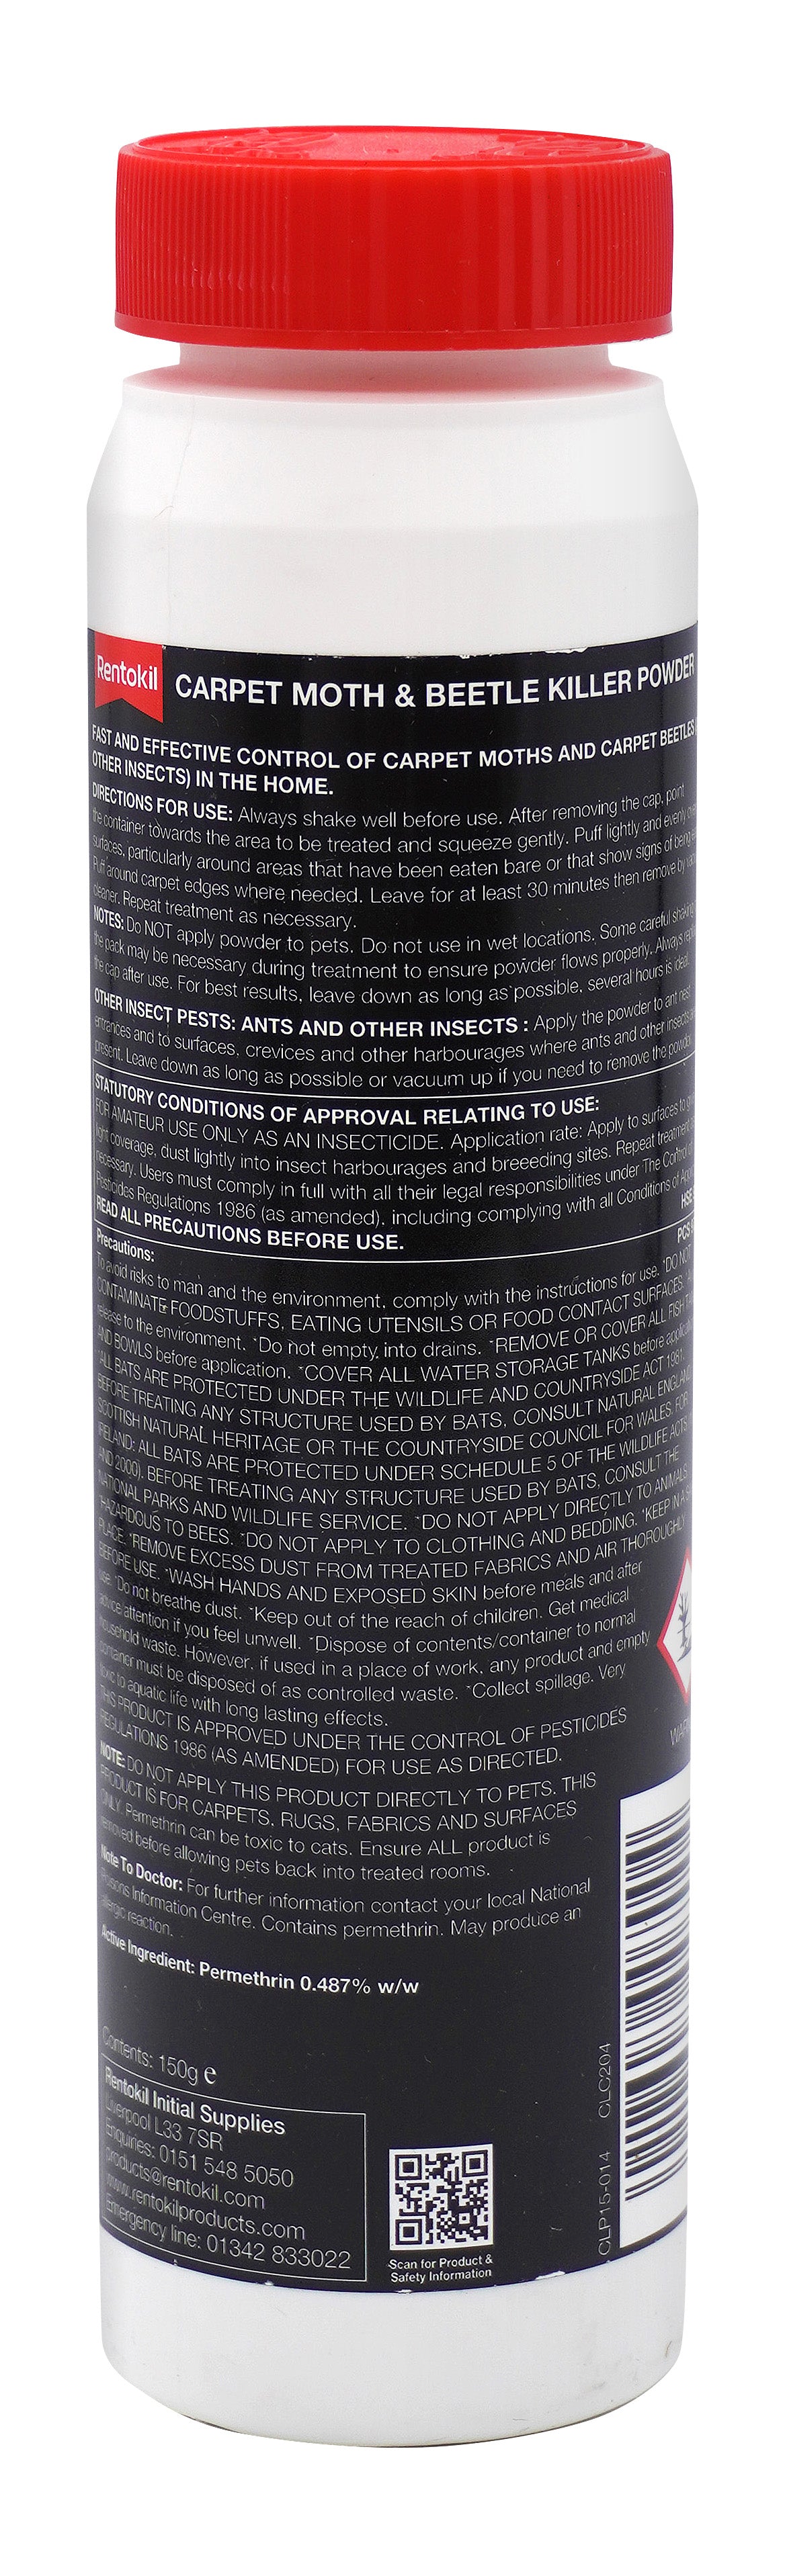 Rentokil
CARPET MOTH & BEETLE KILLER POWDER
FAST AND EFFECTIVE CONTROL OF CARPET MOTHS AND CARPET BEETLES
OTHER INSECTS) IN THE HOME.
DIRECTIONS FOR USE: Always shake well before use. After removing the cap, point
the container towards the area to be treated and squeeze gently. Puff lightly and evenly
surfaces, particularly around areas that have been eaten bare or that show signs of being
Puff around carpet edges where needed. Leave for at least 30 minutes then remove by
cleaner. Repeat treatment as necessary.
NOTES: Do NOT apply powder to pets. Do not use in wet locations. Some careful shaking
the pack may be necessary during treatment to ensure powder flows properly. Always
the cap after use. For best results, leave down as long as possible, several hours is ideal.
OTHER INSECT PESTS: ANTS AND OTHER INSECTS : Apply the powder to ant nest
entrances and to surfaces, crevices and other harbourages where ants and other insects
present. Leave down as long as possible or vacuum up if you need to remove the powder.
STATUTORY CONDITIONS OF APPROVAL RELATING TO USE:
FOR AMATEUR USE ONLY AS AN INSECTICIDE. Application rate: Apply to surfaces to
light coverage, dust lightly into insect harbourages and breeeding sites. Repeat treatment
necessary. Users must comply in full with all their legal responsibilities under The Control of
Pesticides Regulations 1986 (as amended), including complying with all Conditions of
READ ALL PRECAUTIONS BEFORE USE.
HSE
PCS
Precautions:
To avoid risks to man and the environment, comply with the instructions for use. *DO NOT
CONTAMINATE FOODSTUFFS, EATING UTENSILS OR FOOD CONTACT SURFACES.
release to the environment. *Do not empty into drains. *REMOVE OR COVER ALL FISH
AND BOWLS before application. *COVER ALL WATER STORAGE TANKS before
*ALL BATS ARE PROTECTED UNDER THE WILDLIFE AND COUNTRYSIDE ACT 1981.
BEFORE TREATING ANY STRUCTURE USED BY BATS, CONSULT NATURAL ENGLAND,
SCOTTISH NATURAL HERITAGE OR THE COUNTRYSIDE COUNCIL FOR WALES. FOR
IRELAND: ALL BATS ARE PROTECTED UNDER SCHEDULE 5 OF THE WILDLIFE ACTS
AND 2000). BEFORE TREATING ANY STRUCTURE USED BY BATS, CONSULT THE
NATIONAL PARKS AND WILDLIFE SERVICE. *DO NOT APPLY DIRECTLY TO ANIMALS.
*HAZARDOUS TO BEES. *DO NOT APPLY TO CLOTHING AND BEDDING. *KEEP IN A
PLACE. *REMOVE EXCESS DUST FROM TREATED FABRICS AND AIR THOROUGHLY
BEFORE USE. *WASH HANDS AND EXPOSED SKIN before meals and after
use. *Do not breathe dust. *Keep out of the reach of children. Get medical
advice/attention if you feel unwell. *Dispose of contents/container to normal
household waste. However, if used in a place of work, any product and empty
container must be disposed of as controlled waste. *Collect spillage. Very
toxic to aquatic life with long lasting effects.
THIS PRODUCT IS APPROVED UNDER THE CONTROL OF PESTICIDES
REGULATIONS 1986 (AS AMENDED) FOR USE AS DIRECTED.
NOTE: DO NOT APPLY THIS PRODUCT DIRECTLY TO PETS. THIS
PRODUCT IS FOR CARPETS, RUGS, FABRICS AND SURFACES
ONLY. Permethrin can be toxic to cats. Ensure ALL product is
removed before allowing pets back into treated rooms.
Note To Doctor: For further information contact your local National
Poisons Information Centre. Contains permethrin. May produce an
allergic reaction.
Active Ingredient: Permethrin 0.487% w/w
Contents: 150g e
Rentokil Initial Supplies
Liverpool L33 7SR
Enquiries: 0151 548 5050
products@rentokil.com
www.rentokilproducts.com
Emergency line: 01342 833022
Scan for Product &
Safety Information
CLP15-014 CLC204